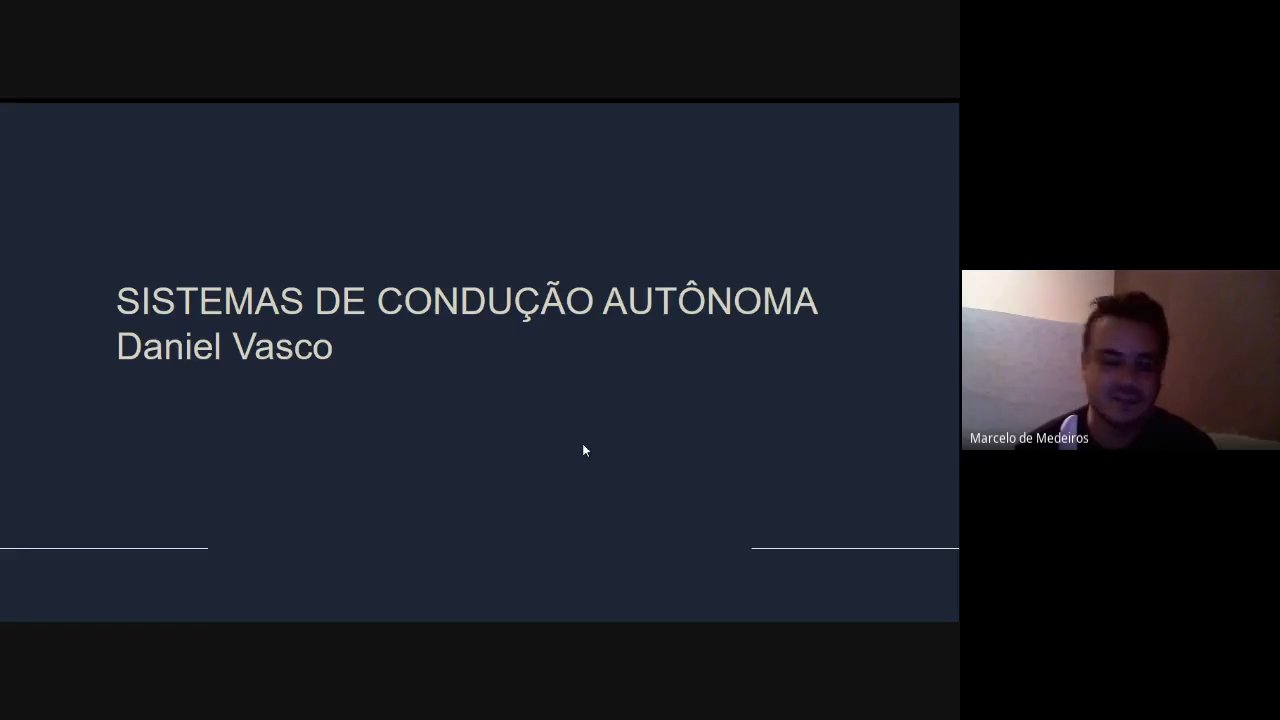 SISTEMAS DE CONDUÇÃO AUTÔNOMA
Daniel Vasco
Marcelo de Medeiros